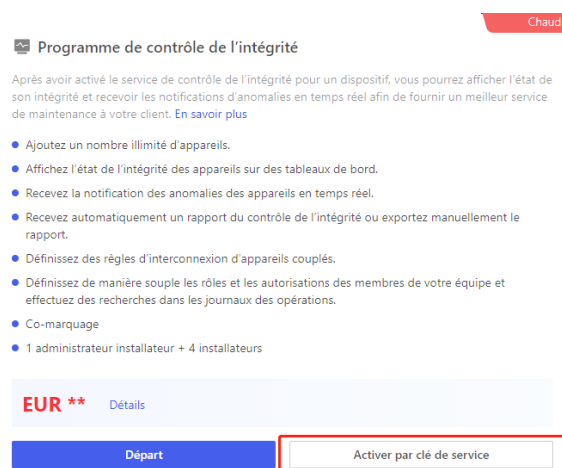 Chaud
Programme de contrôle de l'intégrité
Après avoir activé le service de contrôle de l'intégrité pour un dispositif, vous pourrez afficher l'état de
son intégrité et recevoir les notifications d'anomalies en temps réel afin de fournir un meilleur service
de maintenance à votre client. En savoir plus
Ajoutez un nombre illimité d'appareils.
Affichez l'état de l'intégrité des appareils sur des tableaux de bord.
Recevez la notification des anomalies des appareils en temps réel.
Recevez automatiquement un rapport du contrôle de l'intégrité ou exportez manuellement le
rapport.
Définissez des règles d'interconnexion d'appareils couplés.
Définissez de manière souple les rôles et les autorisations des membres de votre équipe et
effectuez des recherches dans les journaux des opérations.
Co-marquage
1 administrateur installateur + 4 installateurs
EUR ** Détails
Départ
Activer par clé de service